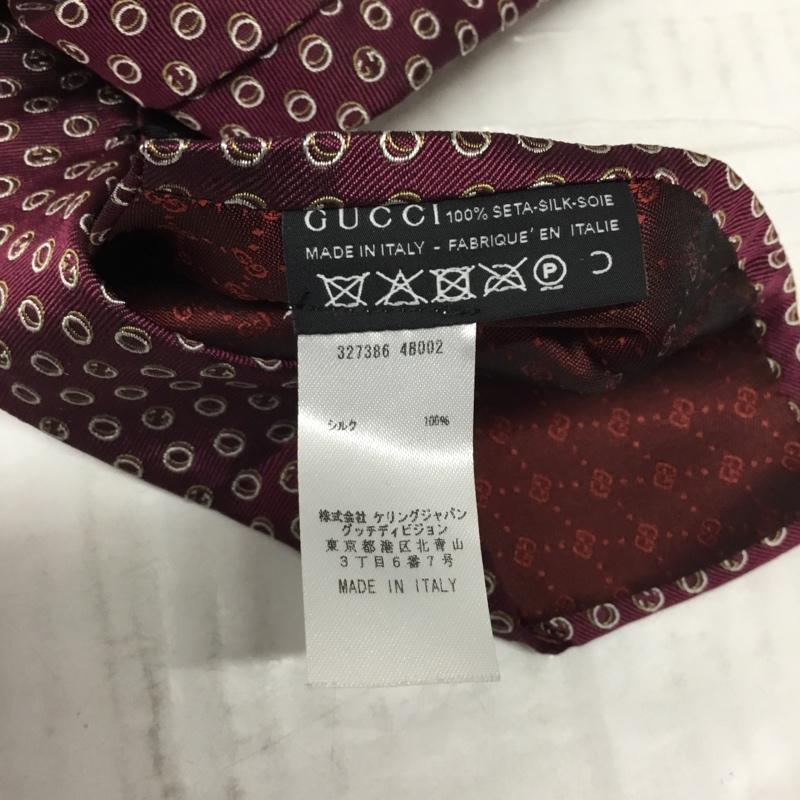 GUCCI 100% SETA-SILK-SOIE
MADE IN ITALY - FABRIQUE' EN ITALIE
P
327386 4B002
シルク 100%
株式会社 ケリングジャパン
グッチディビジョン
東京都港区北青山
3丁目6番7号
MADE IN ITALY